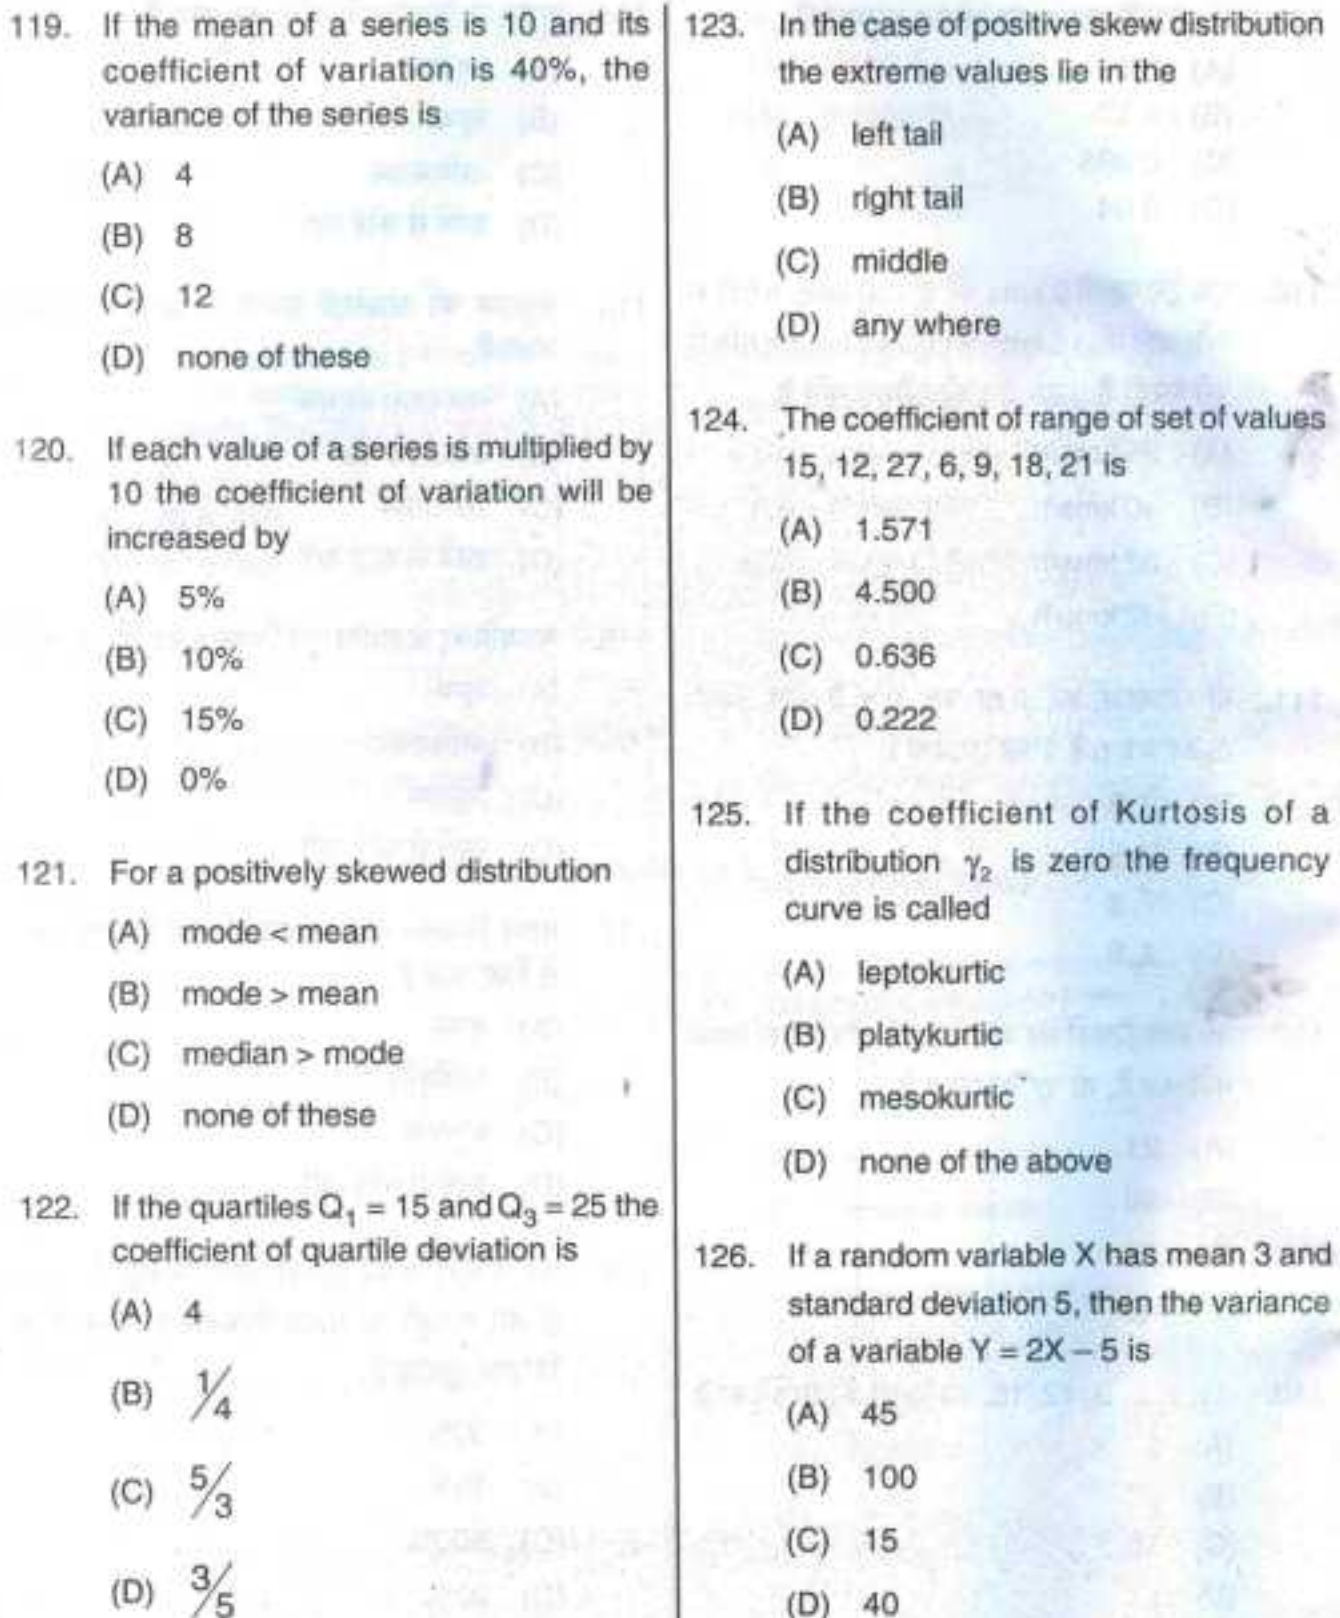 119. If the mean of a series is 10 and its
coefficient of variation is 40%, the
variance of the series is
(A) 4
(B) 8
(C) 12
(D) none of these
120. If each value of a series is multiplied by
10 the coefficient of variation will be
increased by
(A) 5%
(B) 10%
(C) 15%
(D) 0%
121. For a positively skewed distribution
(A) mode < mean
(B) mode > mean
(C) median > mode
(D) none of these
122. If the quartiles Q₁ = 15 and Q₃ = 25 the
coefficient of quartile deviation is
(A) 4
(B) 1/4
(C) 5/3
(D) 3/5
123. In the case of positive skew distribution
the extreme values lie in the
(A) left tail
(B) right tail
(C) middle
(D) any where
124. The coefficient of range of set of values
15, 12, 27, 6, 9, 18, 21 is
(A) 1.571
(B) 4.500
(C) 0.636
(D) 0.222
125. If the coefficient of Kurtosis of a
distribution γ₂ is zero the frequency
curve is called
(A) leptokurtic
(B) platykurtic
(C) mesokurtic
(D) none of the above
126. If a random variable X has mean 3 and
standard deviation 5, then the variance
of a variable Y = 2X – 5 is
(A) 45
(B) 100
(C) 15
(D) 40